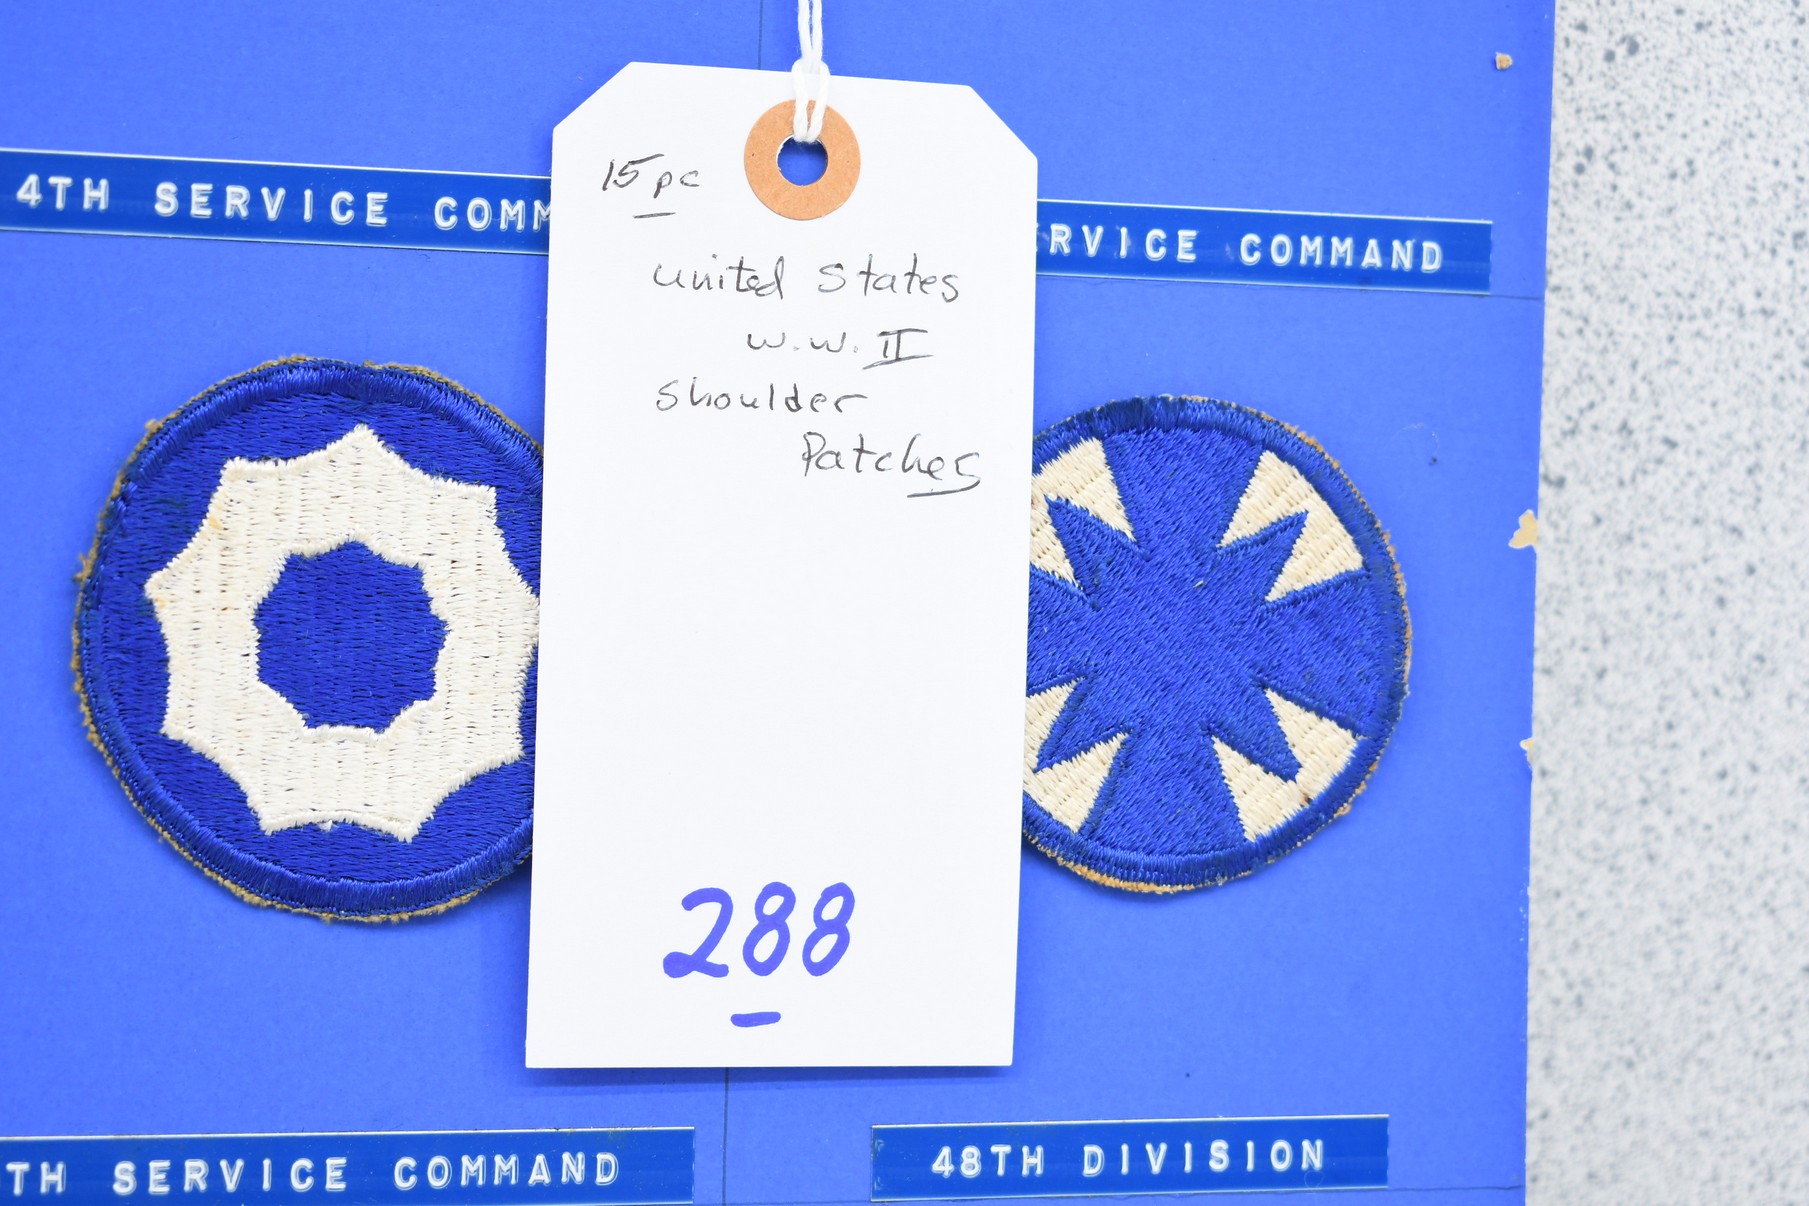 4TH SERVICE COMM
RVICE COMMAND
15 pc
United States
W.W. II
Shoulder
Patches
288
TH SERVICE COMMAND
48TH DIVISION